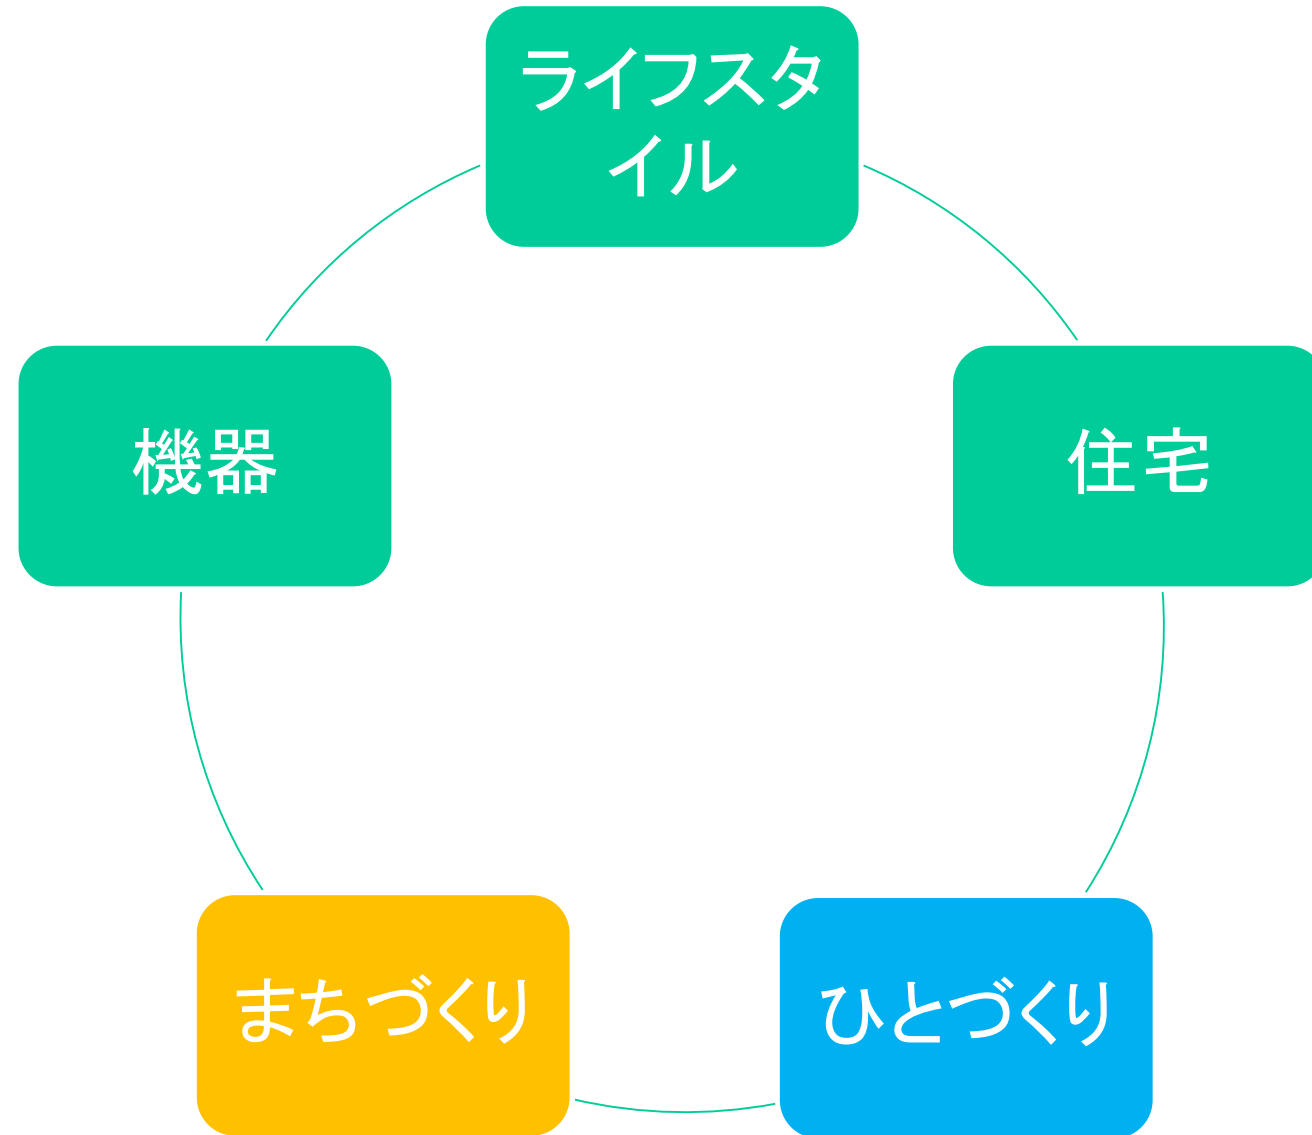 ライフスタ
イル
機器
住宅
まちづくり
ひとづくり